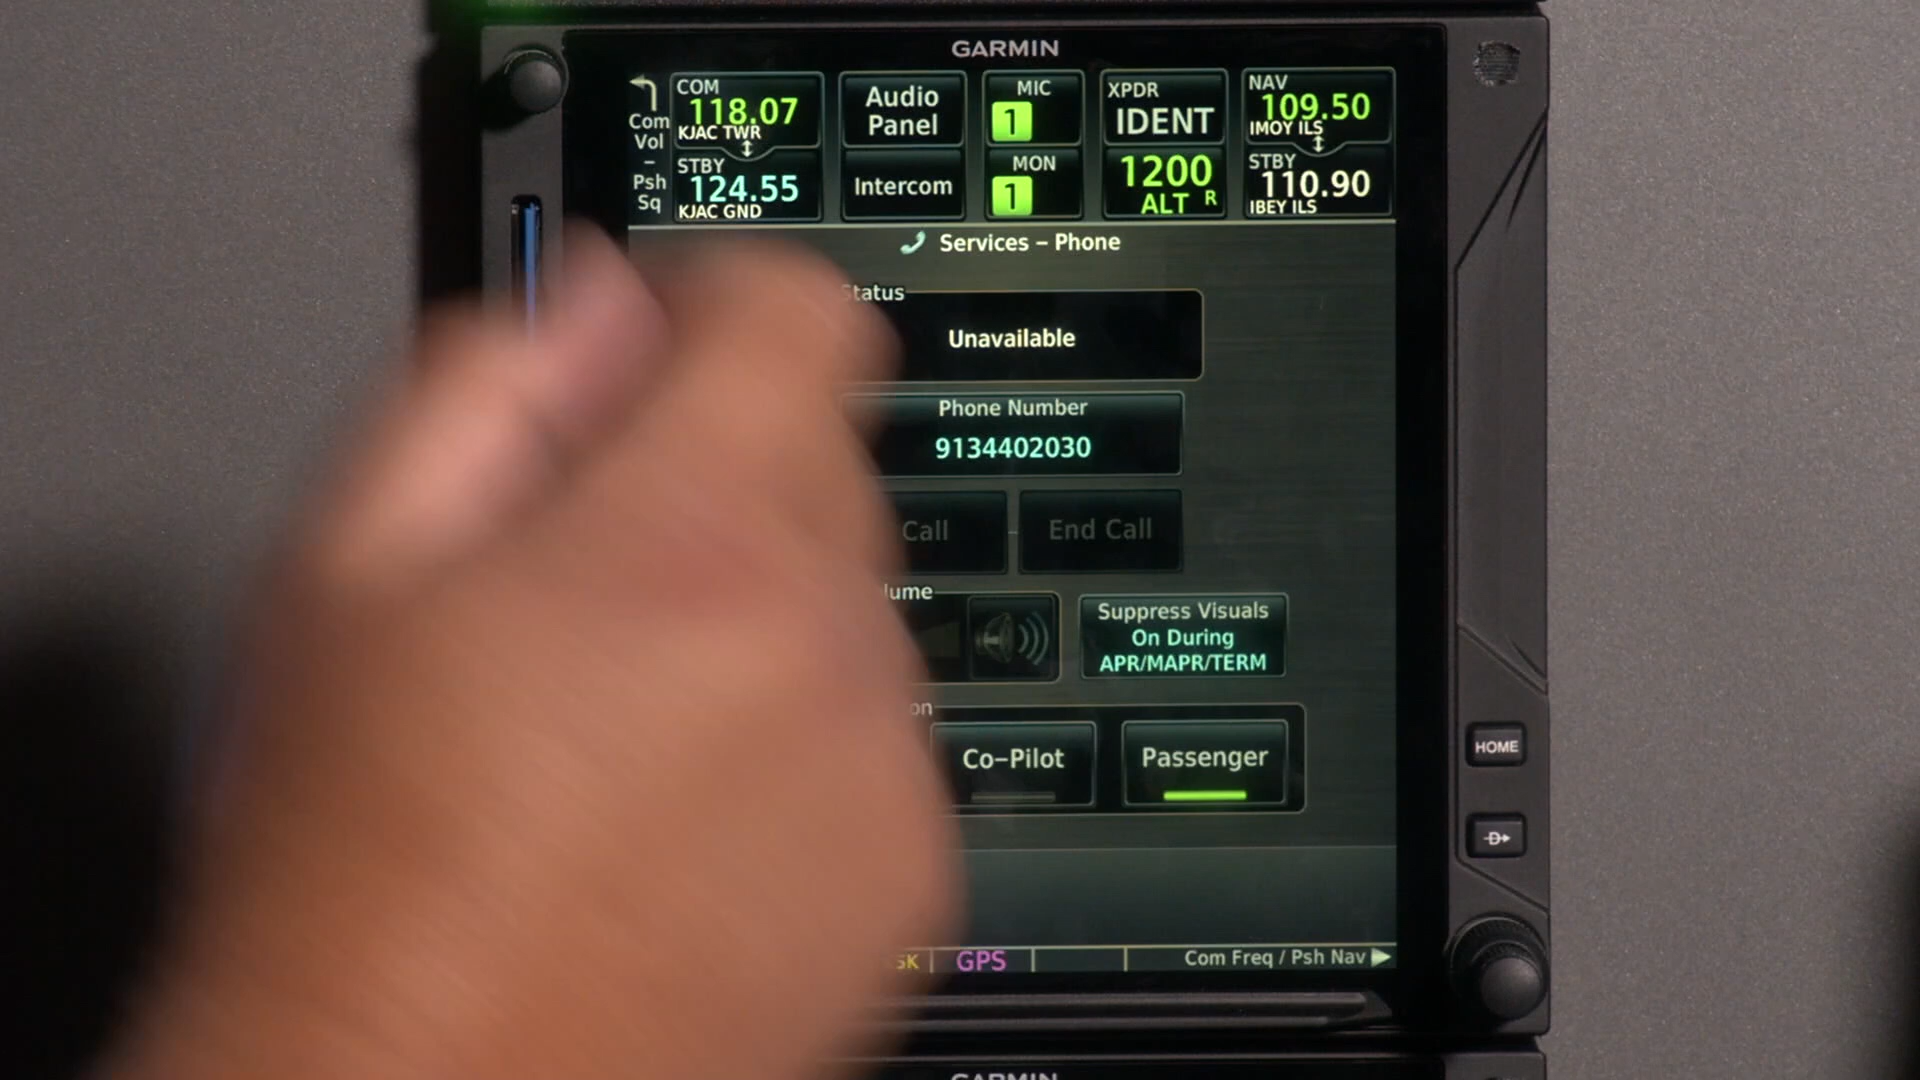 GARMIN
Com
Vol
-
Psh
Sq
COM
118.07
KJAC TWR
STBY
124.55
KJAC GND
Audio
Panel
Intercom
MIC
1
MON
1
XPDR
IDENT
1200
ALT R
NAV
109.50
IMOY ILS
STBY
110.90
IBEY ILS
Services – Phone
Status
Unavailable
Phone Number
9134402030
Call
End Call
Suppress Visuals
On During
APR/MAPR/TERM
Co–Pilot
Passenger
HOME
D
GPS
Com Freq / Psh Nav
GARMIN